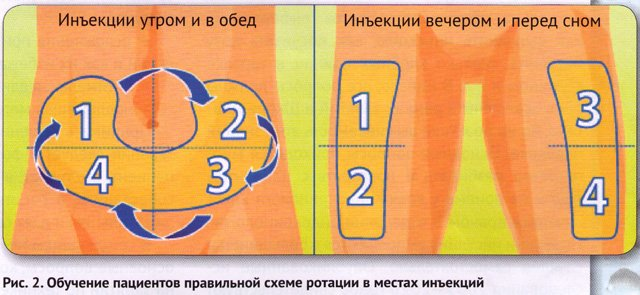 Инъекции утром и в обед
Инъекции вечером и перед сном
1
2
4
3
1
2
3
4
Рис. 2. Обучение пациентов правильной схеме ротации в местах инъекций